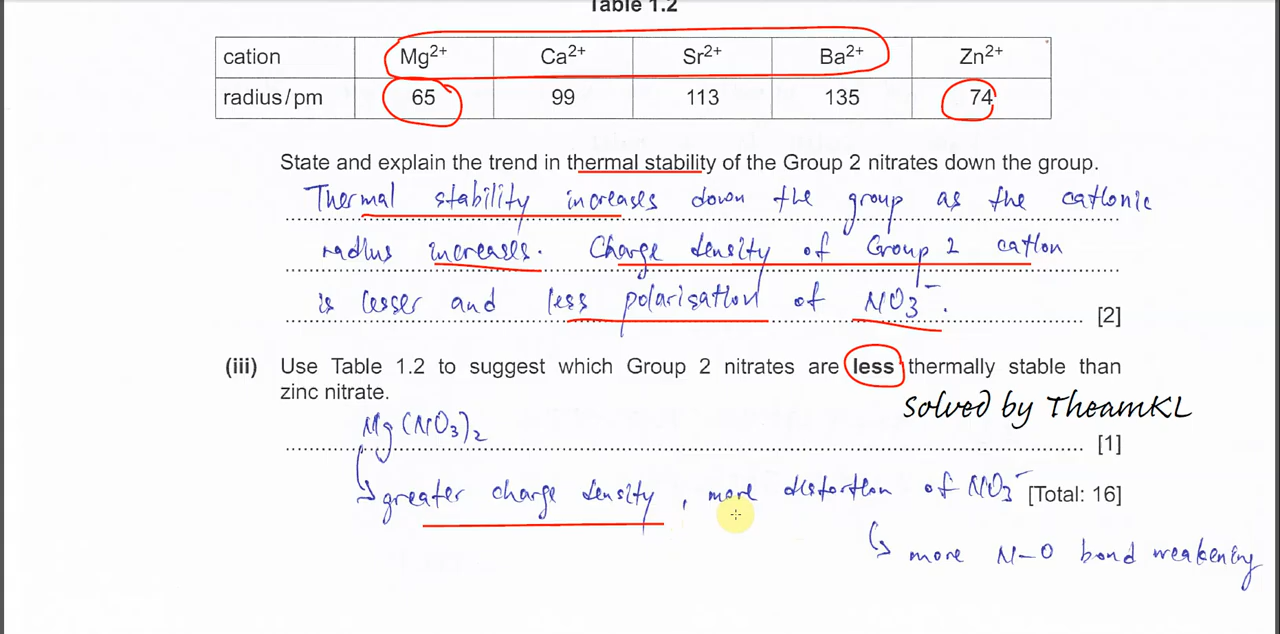 Table 1.2
cation Mg2+ Ca2+ Sr2+ Ba2+ Zn2+
radius/pm 65 99 113 135 74
State and explain the trend in thermal stability of the Group 2 nitrates down the group.
Thermal stability increases down the group as the cationic
radius increases. Charge density of Group 2 cation
is lesser and less polarisation of NO3−.
[2]
(iii) Use Table 1.2 to suggest which Group 2 nitrates are less thermally stable than
zinc nitrate.
Solved by TheamKL
Mg(NO3)2
[1]
↳ greater charge density, more distortion of NO3− [Total: 16]
↳ more N–O bond weakening